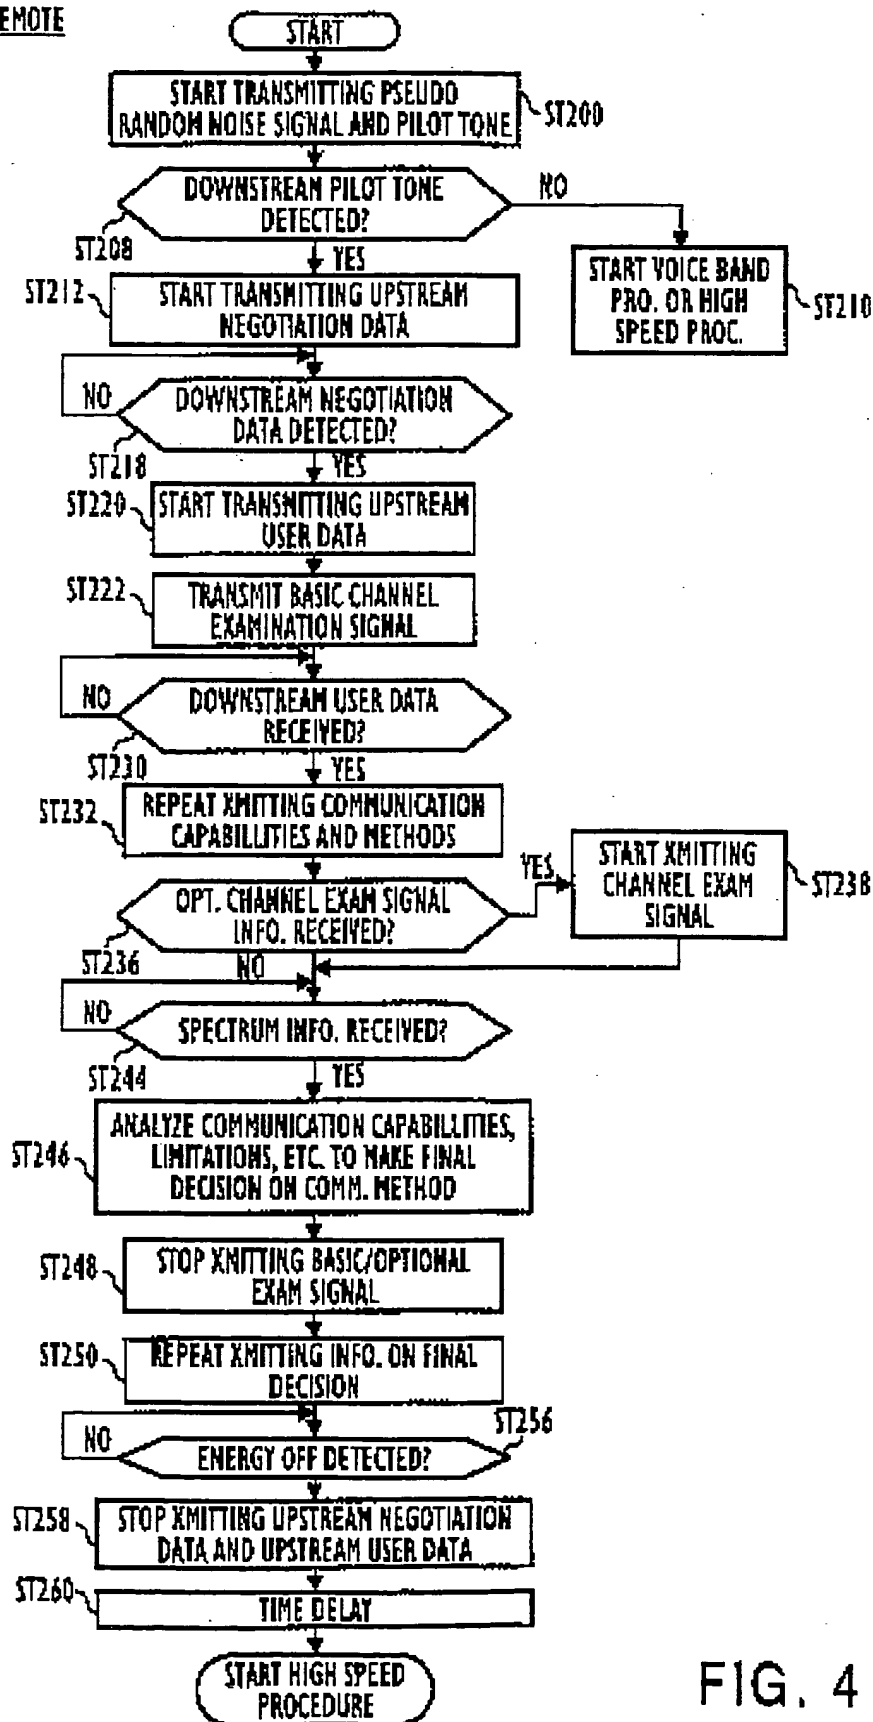 EMOTE
START
START TRANSMITTING PSEUDO
RANDOM NOISE SIGNAL AND PILOT TONE
ST200
DOWNSTREAM PILOT TONE
DETECTED?
NO
ST208
YES
START VOICE BAND
PRO. OR HIGH
SPEED PROC.
ST210
ST212
START TRANSMITTING UPSTREAM
NEGOTIATION DATA
NO
DOWNSTREAM NEGOTIATION
DATA DETECTED?
ST218
YES
ST220
START TRANSMITTING UPSTREAM
USER DATA
ST222
TRANSMIT BASIC CHANNEL
EXAMINATION SIGNAL
NO
DOWNSTREAM USER DATA
RECEIVED?
ST230
YES
ST232
REPEAT XMITTING COMMUNICATION
CAPABILLITIES AND METHODS
OPT. CHANNEL EXAM SIGNAL
INFO. RECEIVED?
YES
START XMITTING
CHANNEL EXAM
SIGNAL
ST238
ST236
NO
NO
SPECTRUM INFO. RECEIVED?
ST244
YES
ST246
ANALYZE COMMUNICATION CAPABILLITIES,
LIMITATIONS, ETC. TO MAKE FINAL
DECISION ON COMM. METHOD
ST248
STOP XMITTING BASIC/OPTIONAL
EXAM SIGNAL
ST250
REPEAT XMITTING INFO. ON FINAL
DECISION
NO
ENERGY OFF DETECTED?
ST256
ST258
STOP XMITTING UPSTREAM NEGOTIATION
DATA AND UPSTREAM USER DATA
ST260
TIME DELAY
START HIGH SPEED
PROCEDURE
FIG. 4